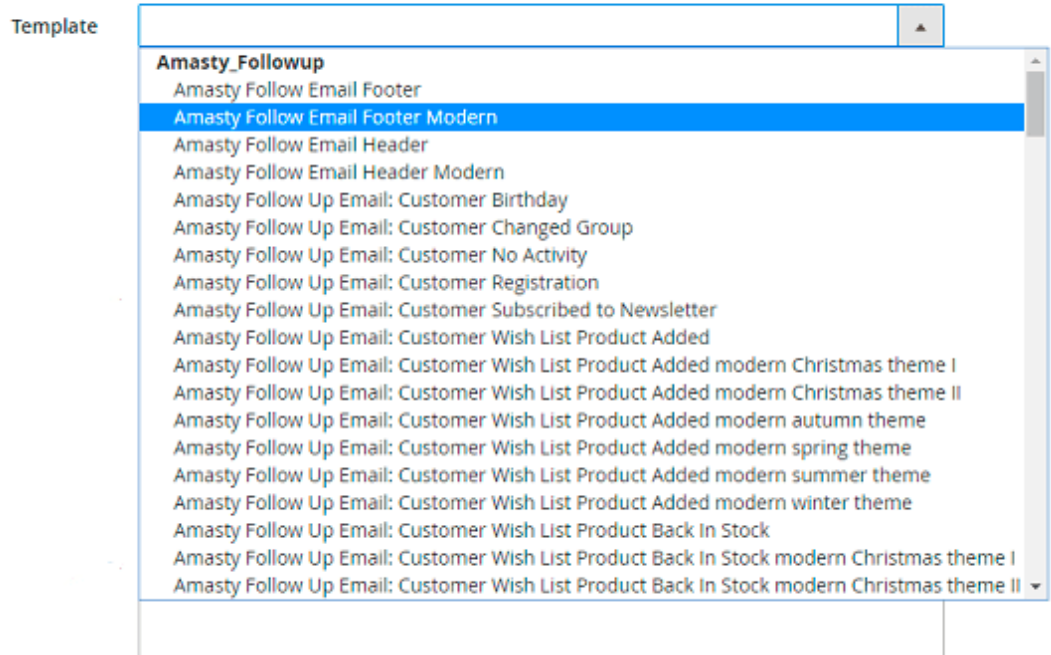 Template
Amasty_Followup
Amasty Follow Email Footer
Amasty Follow Email Footer Modern
Amasty Follow Email Header
Amasty Follow Email Header Modern
Amasty Follow Up Email: Customer Birthday
Amasty Follow Up Email: Customer Changed Group
Amasty Follow Up Email: Customer No Activity
Amasty Follow Up Email: Customer Registration
Amasty Follow Up Email: Customer Subscribed to Newsletter
Amasty Follow Up Email: Customer Wish List Product Added
Amasty Follow Up Email: Customer Wish List Product Added modern Christmas theme I
Amasty Follow Up Email: Customer Wish List Product Added modern Christmas theme II
Amasty Follow Up Email: Customer Wish List Product Added modern autumn theme
Amasty Follow Up Email: Customer Wish List Product Added modern spring theme
Amasty Follow Up Email: Customer Wish List Product Added modern summer theme
Amasty Follow Up Email: Customer Wish List Product Added modern winter theme
Amasty Follow Up Email: Customer Wish List Product Back In Stock
Amasty Follow Up Email: Customer Wish List Product Back In Stock modern Christmas theme I
Amasty Follow Up Email: Customer Wish List Product Back In Stock modern Christmas theme II